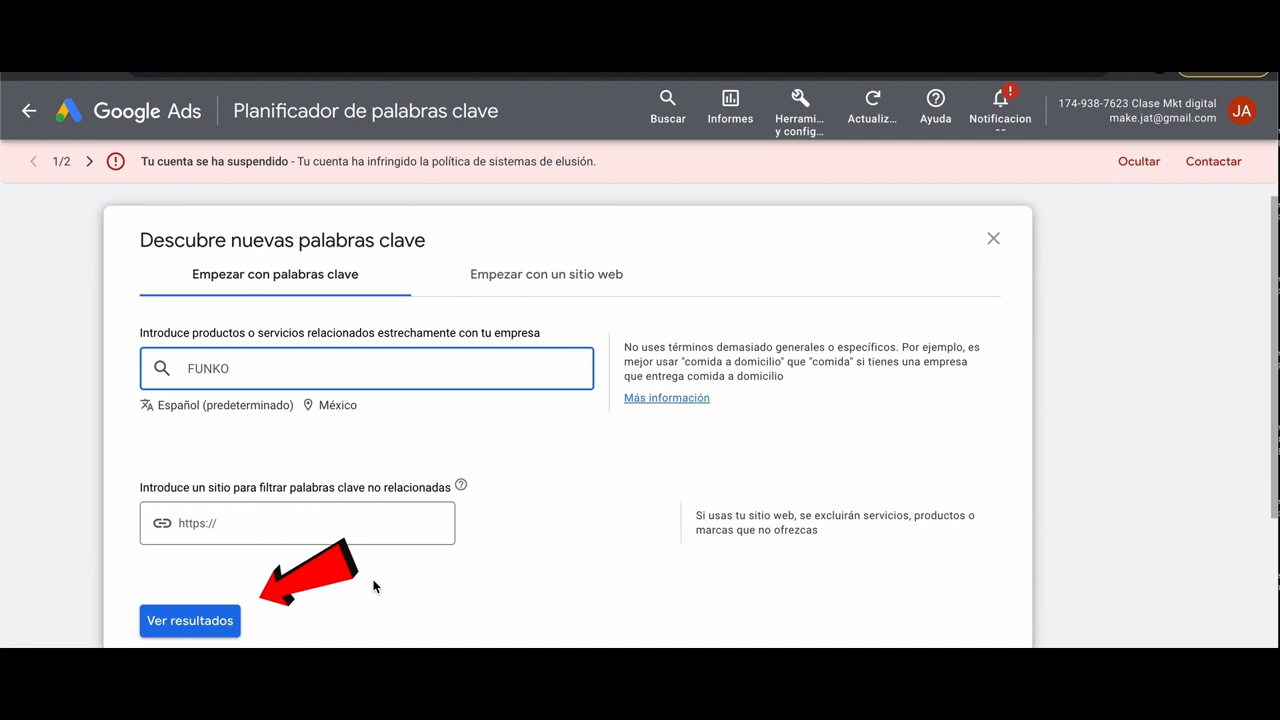 Google Ads
Planificador de palabras clave
Buscar
Informes
Herrami...
y config...
Actualiz...
Ayuda
Notificacion
174-938-7623 Clase Mkt digital
make.jat@gmail.com
JA
1/2
Tu cuenta se ha suspendido - Tu cuenta ha infringido la política de sistemas de elusión.
Ocultar
Contactar
Descubre nuevas palabras clave
Empezar con palabras clave
Empezar con un sitio web
Introduce productos o servicios relacionados estrechamente con tu empresa
FUNKO
Español (predeterminado)
México
No uses términos demasiado generales o específicos. Por ejemplo, es
mejor usar "comida a domicilio" que "comida" si tienes una empresa
que entrega comida a domicilio
Más información
Introduce un sitio para filtrar palabras clave no relacionadas
https://
Si usas tu sitio web, se excluirán servicios, productos o
marcas que no ofrezcas
Ver resultados